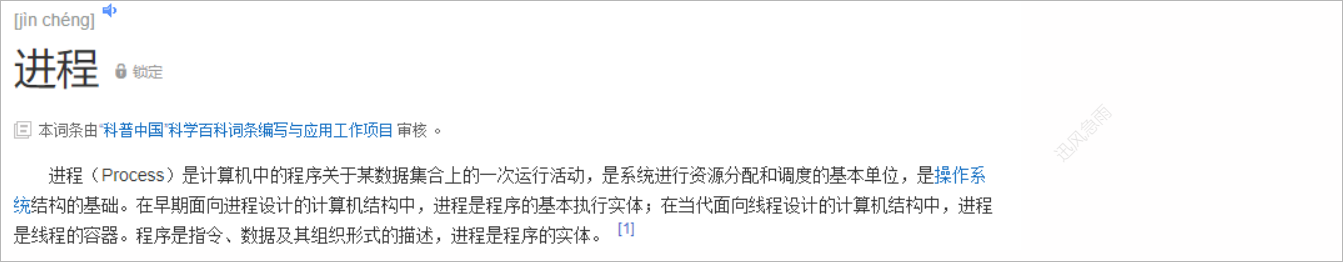 [jìn chéng]
进程 锁定
本词条由“科普中国”科学百科词条编写与应用工作项目 审核 。
进程（Process）是计算机中的程序关于某数据集合上的一次运行活动，是系统进行资源分配和调度的基本单位，是操作系
统结构的基础。在早期面向进程设计的计算机结构中，进程是程序的基本执行实体；在当代面向线程设计的计算机结构中，进程
是线程的容器。程序是指令、数据及其组织形式的描述，进程是程序的实体。 [1]
迅风急雨